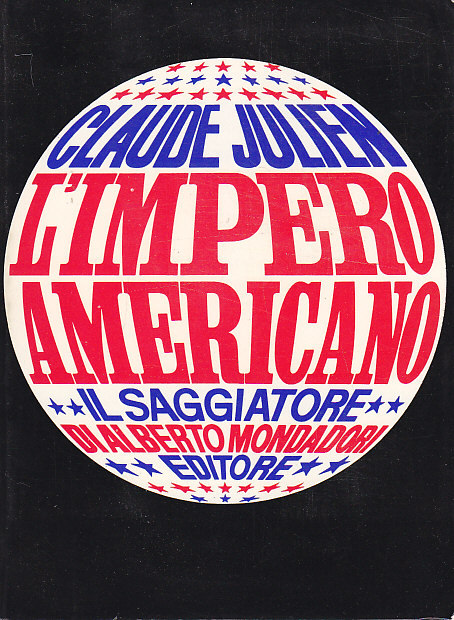 CLAUDE JULIEN
L'IMPERO
AMERICANO
IL SAGGIATORE
DI ALBERTO MONDADORI
EDITORE